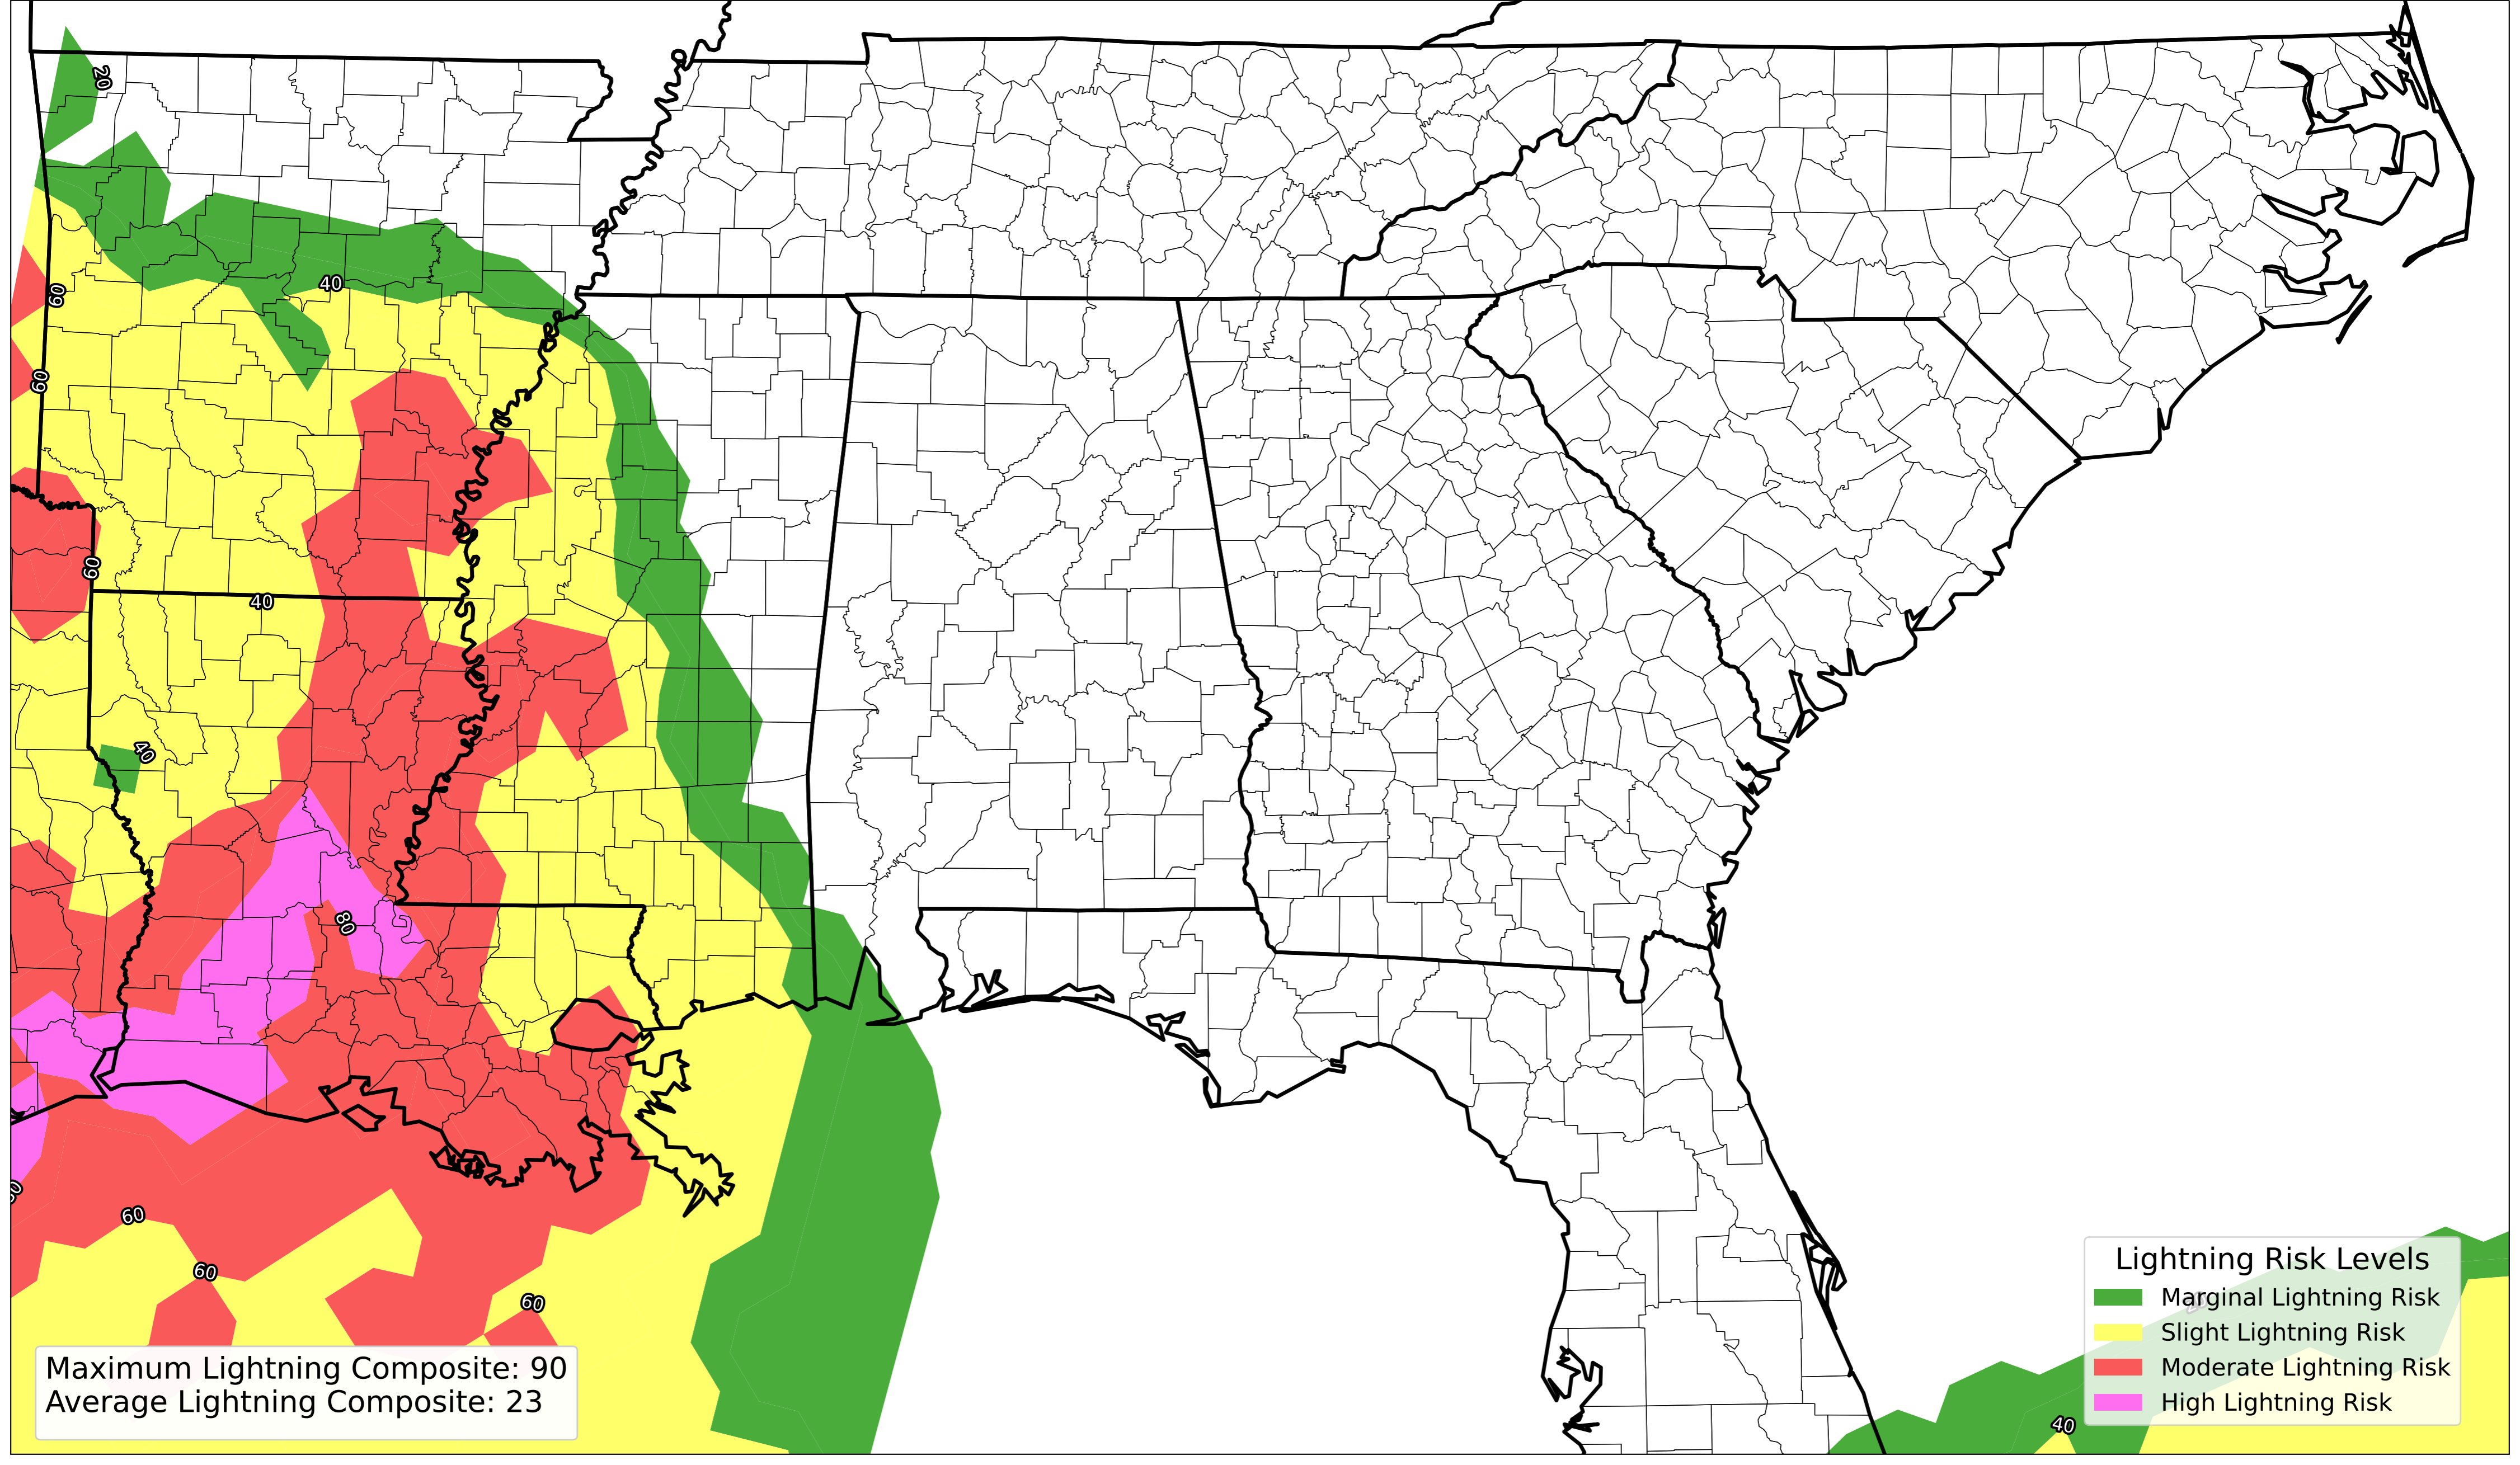 20
40
60
60
60
40
40
80
60
60
60
40
Maximum Lightning Composite: 90
Average Lightning Composite: 23
Lightning Risk Levels
Marginal Lightning Risk
Slight Lightning Risk
Moderate Lightning Risk
High Lightning Risk